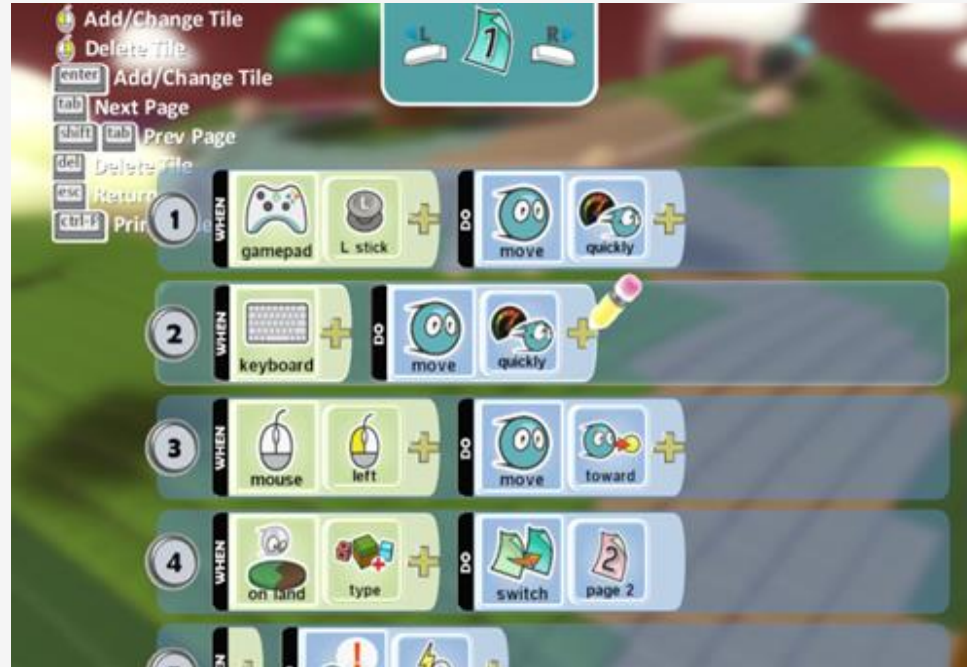 Add/Change Tile
Delete Tile
enter Add/Change Tile
tab Next Page
shift tab Prev Page
del Delete Tile
esc Return
ctrl-P
L 1 R
1 WHEN gamepad L stick DO move quickly
2 WHEN keyboard DO move quickly
3 WHEN mouse left DO move toward
4 WHEN on land type DO switch 2 page 2